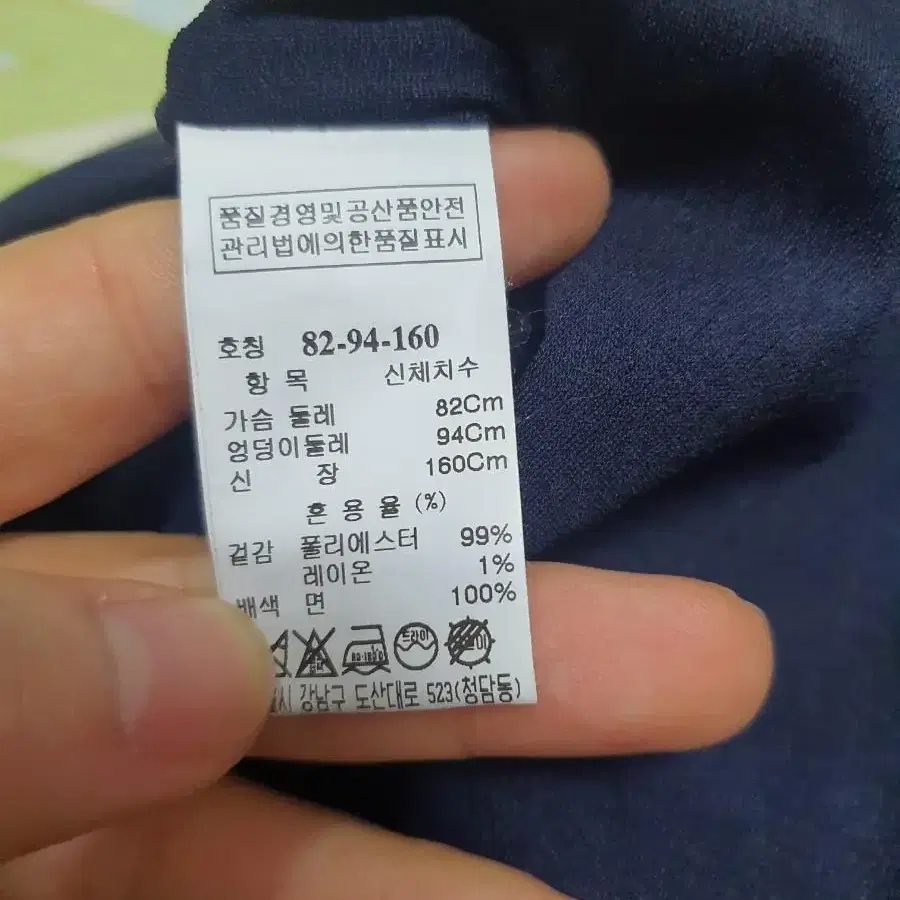 품질경영및공산품안전
관리법에의한품질표시
호칭 82-94-160
항 목 신체치수
가슴 둘레 82Cm
엉덩이둘레 94Cm
신 장 160Cm
혼 용 율 (%)
겉감 폴리에스터 99%
레이온 1%
배색 면 100%
드라이
강남구 도산대로 523(청담동)